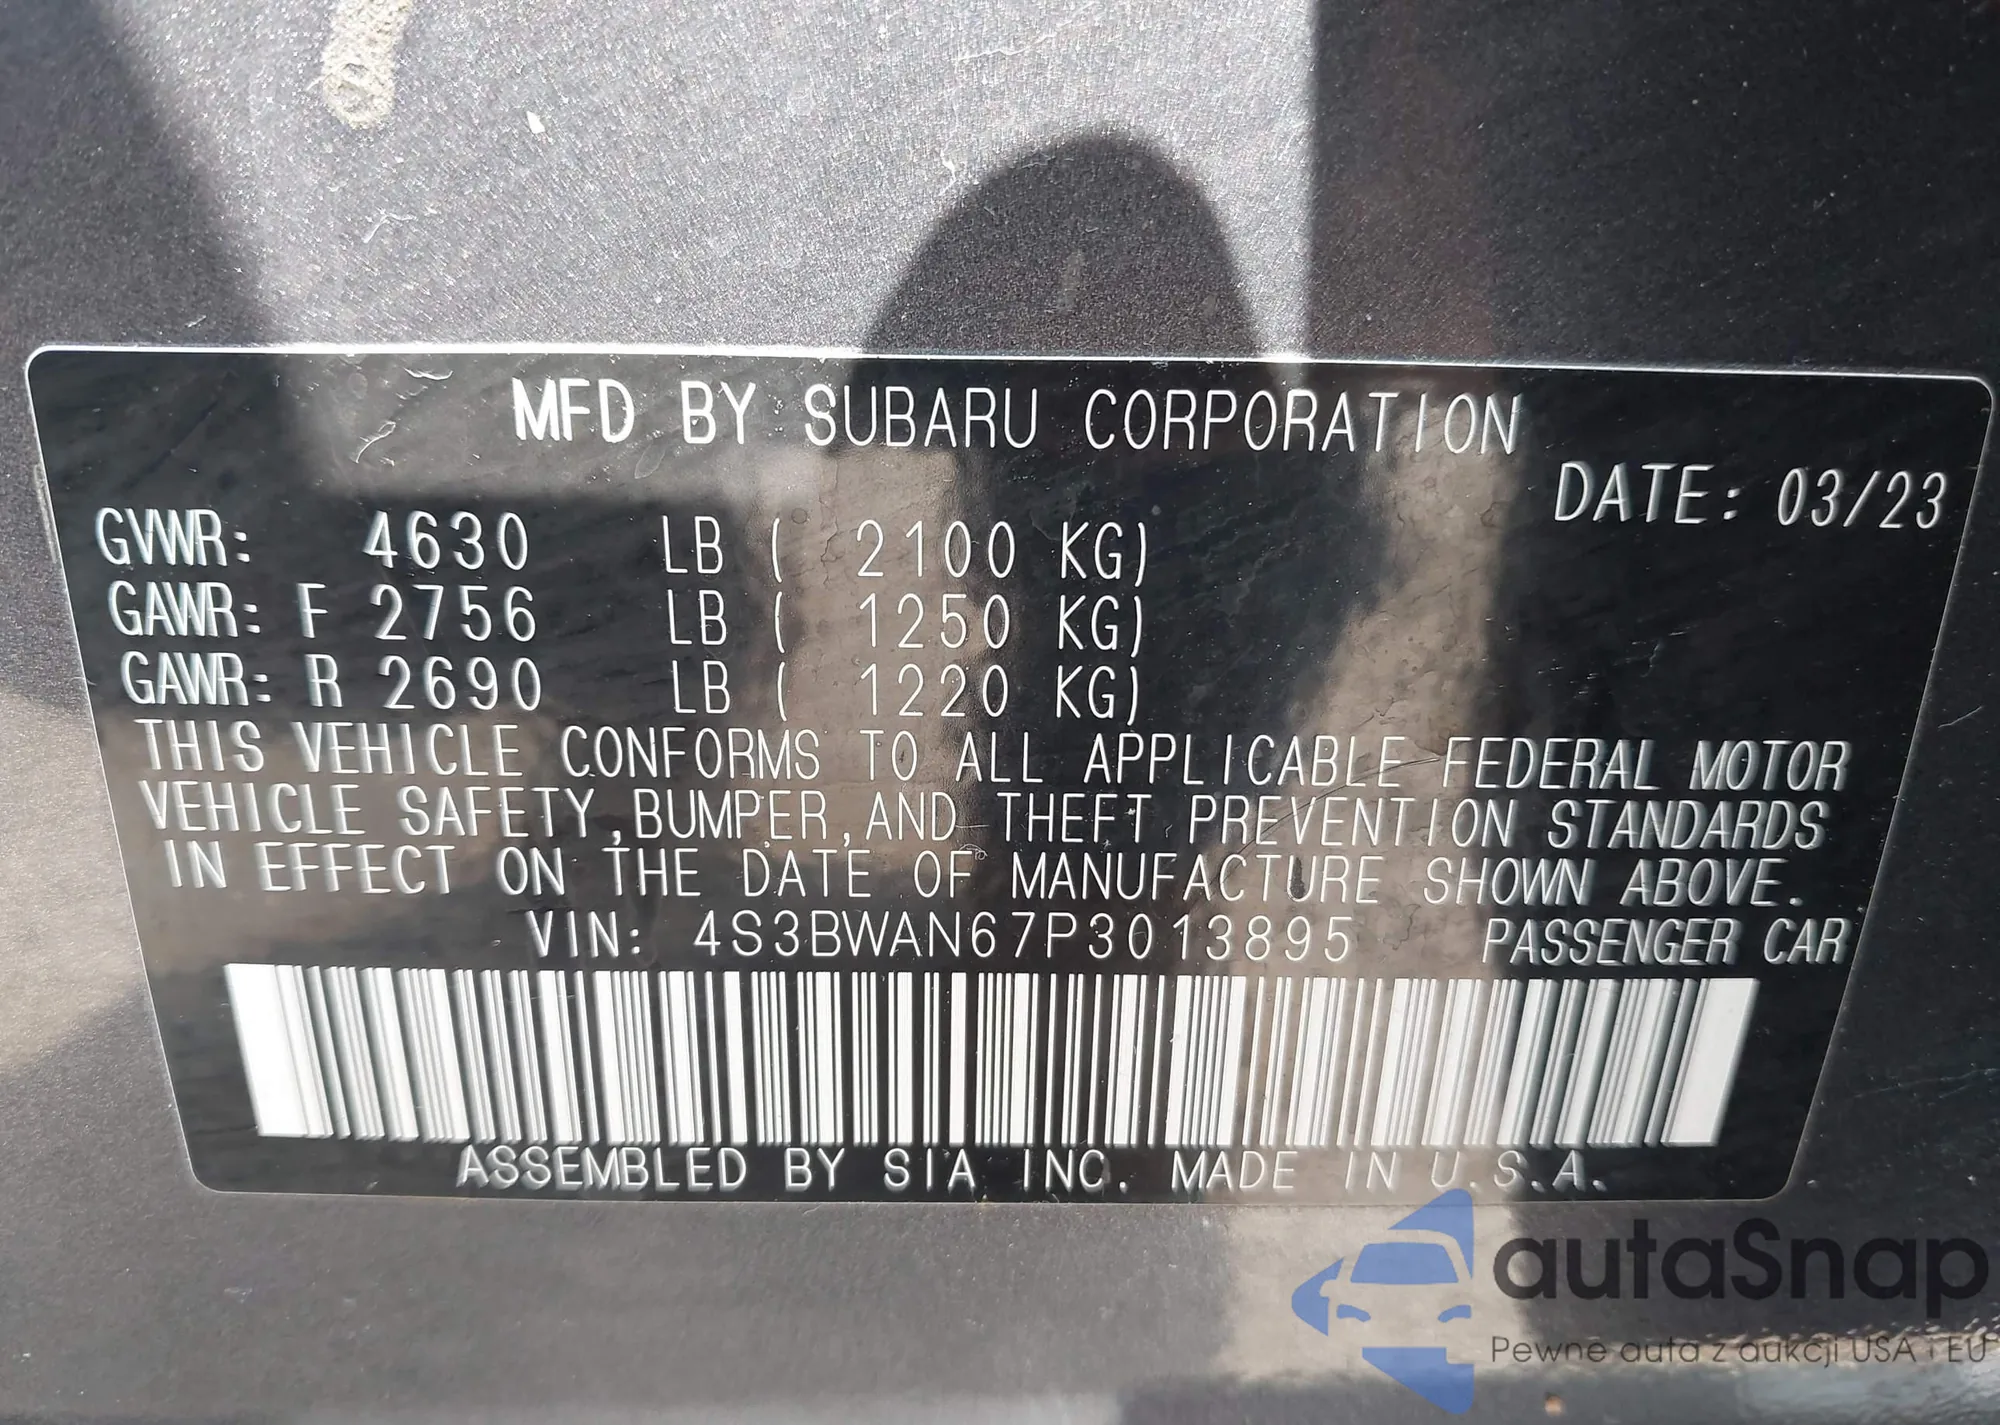 MFD BY SUBARU CORPORATION
DATE: 03/23
GVWR: 4630 LB ( 2100 KG)
GAWR: F 2756 LB ( 1250 KG)
GAWR: R 2690 LB ( 1220 KG)
THIS VEHICLE CONFORMS TO ALL APPLICABLE FEDERAL MOTOR
VEHICLE SAFETY, BUMPER, AND THEFT PREVENTION STANDARDS
IN EFFECT ON THE DATE OF MANUFACTURE SHOWN ABOVE.
VIN: 4S3BWAN67P3013895 PASSENGER CAR
ASSEMBLED BY SIA INC. MADE IN U.S.A.
autaSnap
Pewne auta z aukcji USA i EU